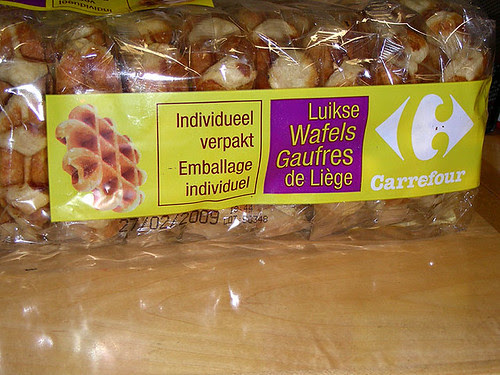 Individueel
verpakt
- Emballage
individuel
Luikse
Wafels
Gaufres
de Liège
Carrefour
27/02/2009